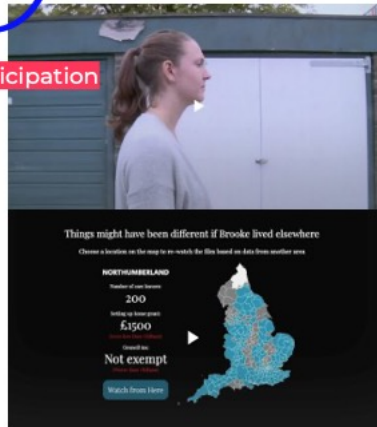 icipation
Things might have been different if Brooke lived elsewhere
Choose a location on the map to re-watch the film based on data from another area
NORTHUMBERLAND
Number of care leavers:
200
Setting up home grant:
£1500
Council tax:
Not exempt
Watch from Here